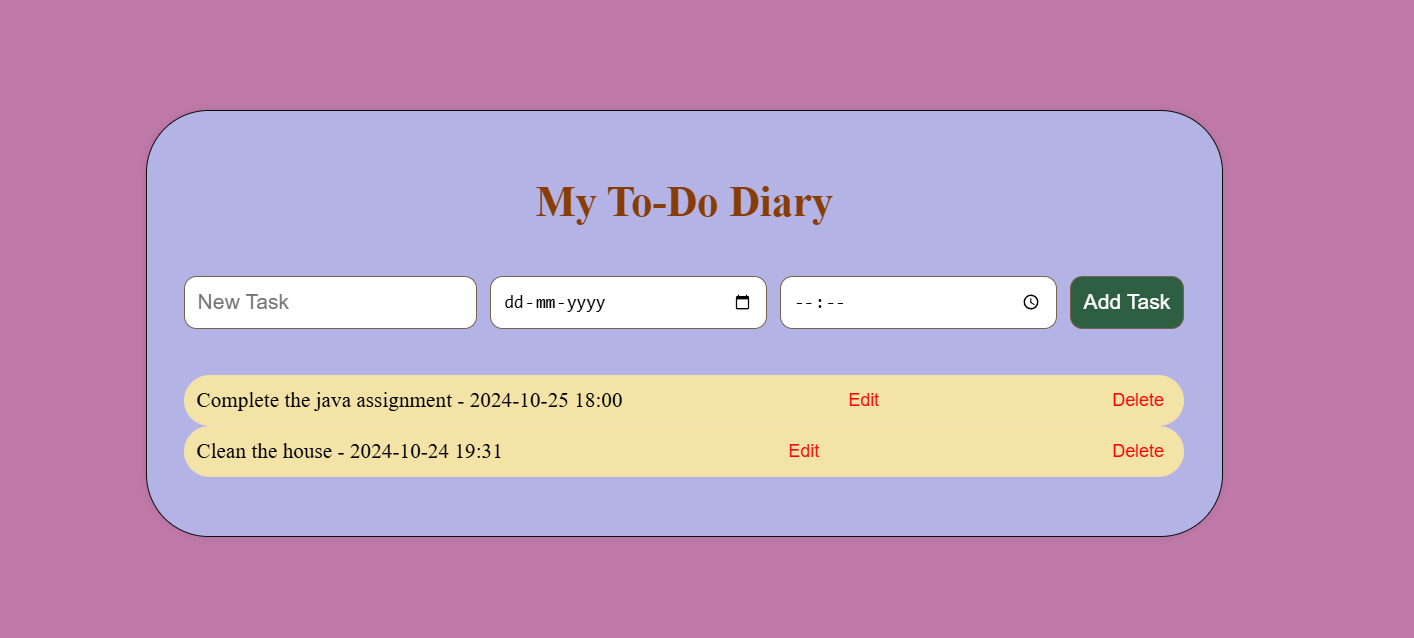 My To-Do Diary
New Task dd-mm-yyyy --:-- Add Task
Complete the java assignment - 2024-10-25 18:00 Edit Delete
Clean the house - 2024-10-24 19:31 Edit Delete